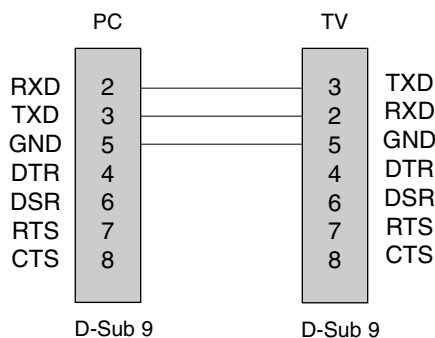 PC TV
RXD 2 3 TXD
TXD 3 2 RXD
GND 5 5 GND
DTR 4 4 DTR
DSR 6 6 DSR
RTS 7 7 RTS
CTS 8 8 CTS
D-Sub 9 D-Sub 9